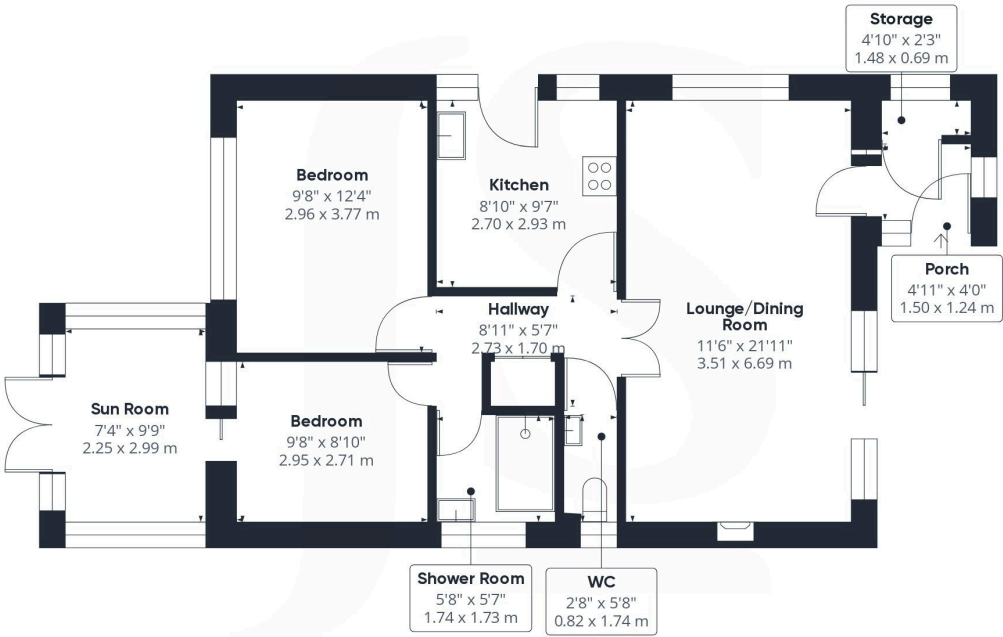 Storage
4'10" x 2'3"
1.48 x 0.69 m
Bedroom
9'8" x 12'4"
2.96 x 3.77 m
Kitchen
8'10" x 9'7"
2.70 x 2.93 m
Porch
4'11" x 4'0"
1.50 x 1.24 m
Hallway
8'11" x 5'7"
2.73 x 1.70 m
Lounge/Dining
Room
11'6" x 21'11"
3.51 x 6.69 m
Sun Room
7'4" x 9'9"
2.25 x 2.99 m
Bedroom
9'8" x 8'10"
2.95 x 2.71 m
Shower Room
5'8" x 5'7"
1.74 x 1.73 m
WC
2'8" x 5'8"
0.82 x 1.74 m